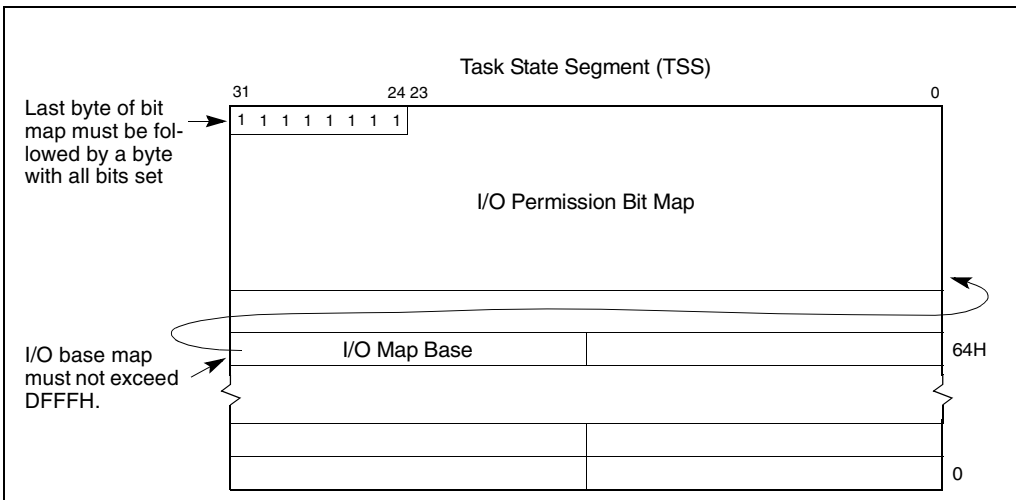 Task State Segment (TSS)
31 24 23 0
Last byte of bit
map must be fol-
lowed by a byte
with all bits set
1 1 1 1 1 1 1 1
I/O Permission Bit Map
I/O Map Base
64H
I/O base map
must not exceed
DFFFH.
0